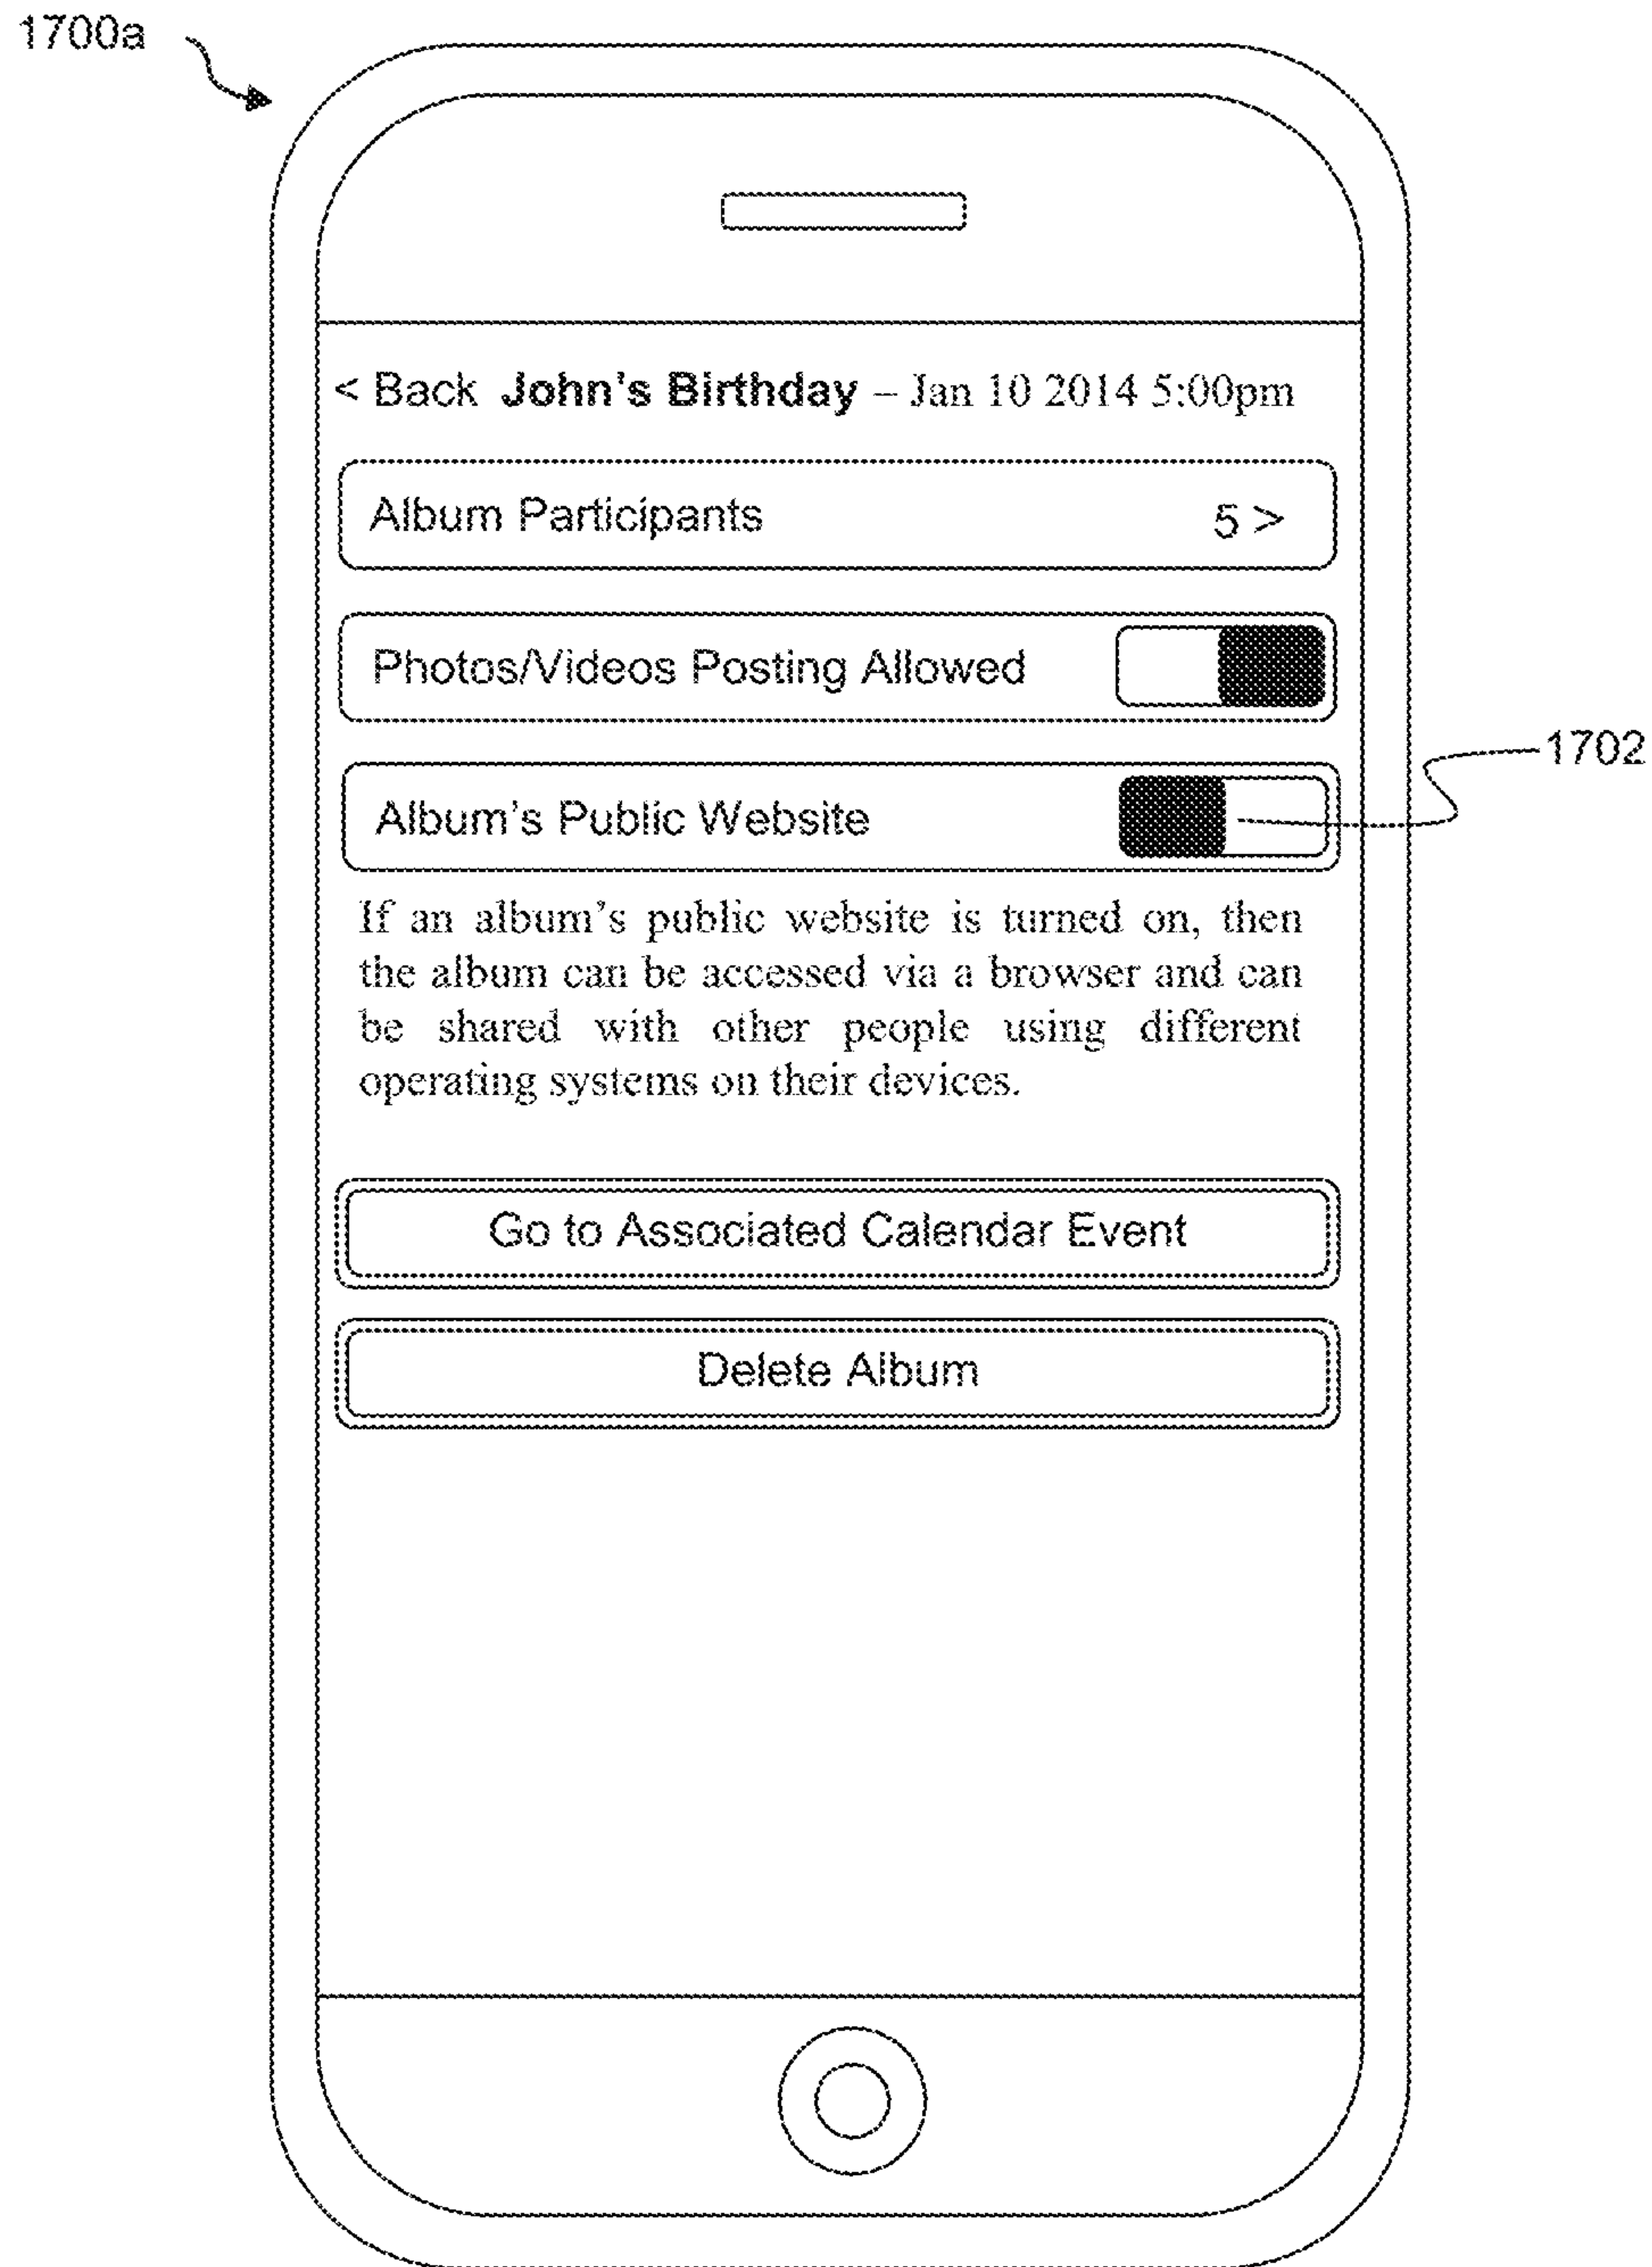 1700a
< Back John's Birthday – Jan 10 2014 5:00pm
Album Participants 5 >
Photos/Videos Posting Allowed
1702
Album's Public Website
If an album's public website is turned on, then
the album can be accessed via a browser and can
be shared with other people using different
operating systems on their devices.
Go to Associated Calendar Event
Delete Album